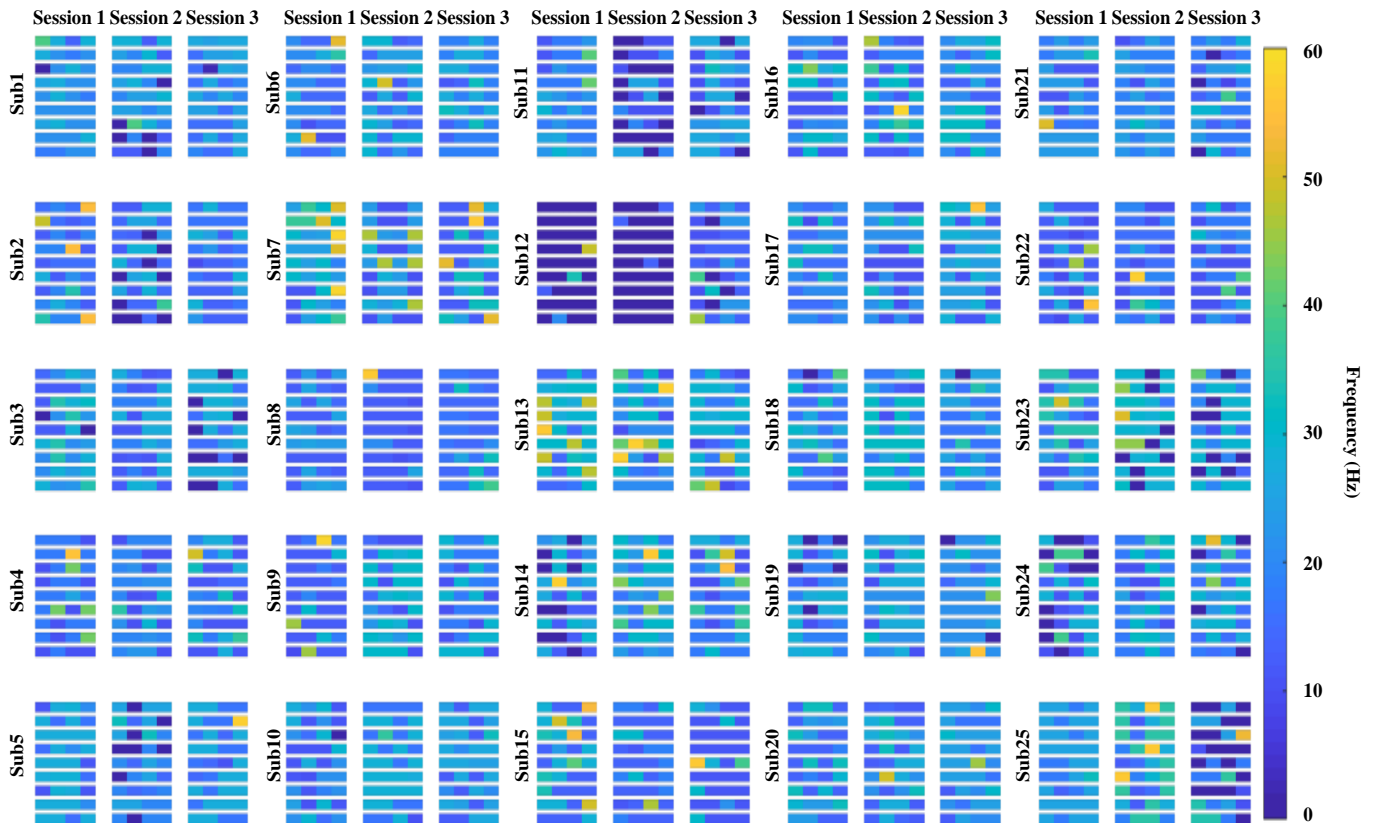 Session 1 Session 2 Session 3 Session 1 Session 2 Session 3 Session 1 Session 2 Session 3 Session 1 Session 2 Session 3 Session 1 Session 2 Session 3
Sub1 Sub6 Sub11 Sub16 Sub21
Sub2 Sub7 Sub12 Sub17 Sub22
Sub3 Sub8 Sub13 Sub18 Sub23
Sub4 Sub9 Sub14 Sub19 Sub24
Sub5 Sub10 Sub15 Sub20 Sub25
60
50
40
30
20
10
0
Frequency (Hz)